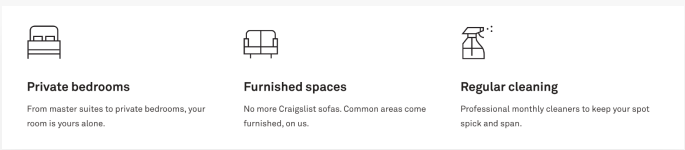 Private bedrooms
From master suites to private bedrooms, your
room is yours alone.
Furnished spaces
No more Craigslist sofas. Common areas come
furnished, on us.
Regular cleaning
Professional monthly cleaners to keep your spot
spick and span.